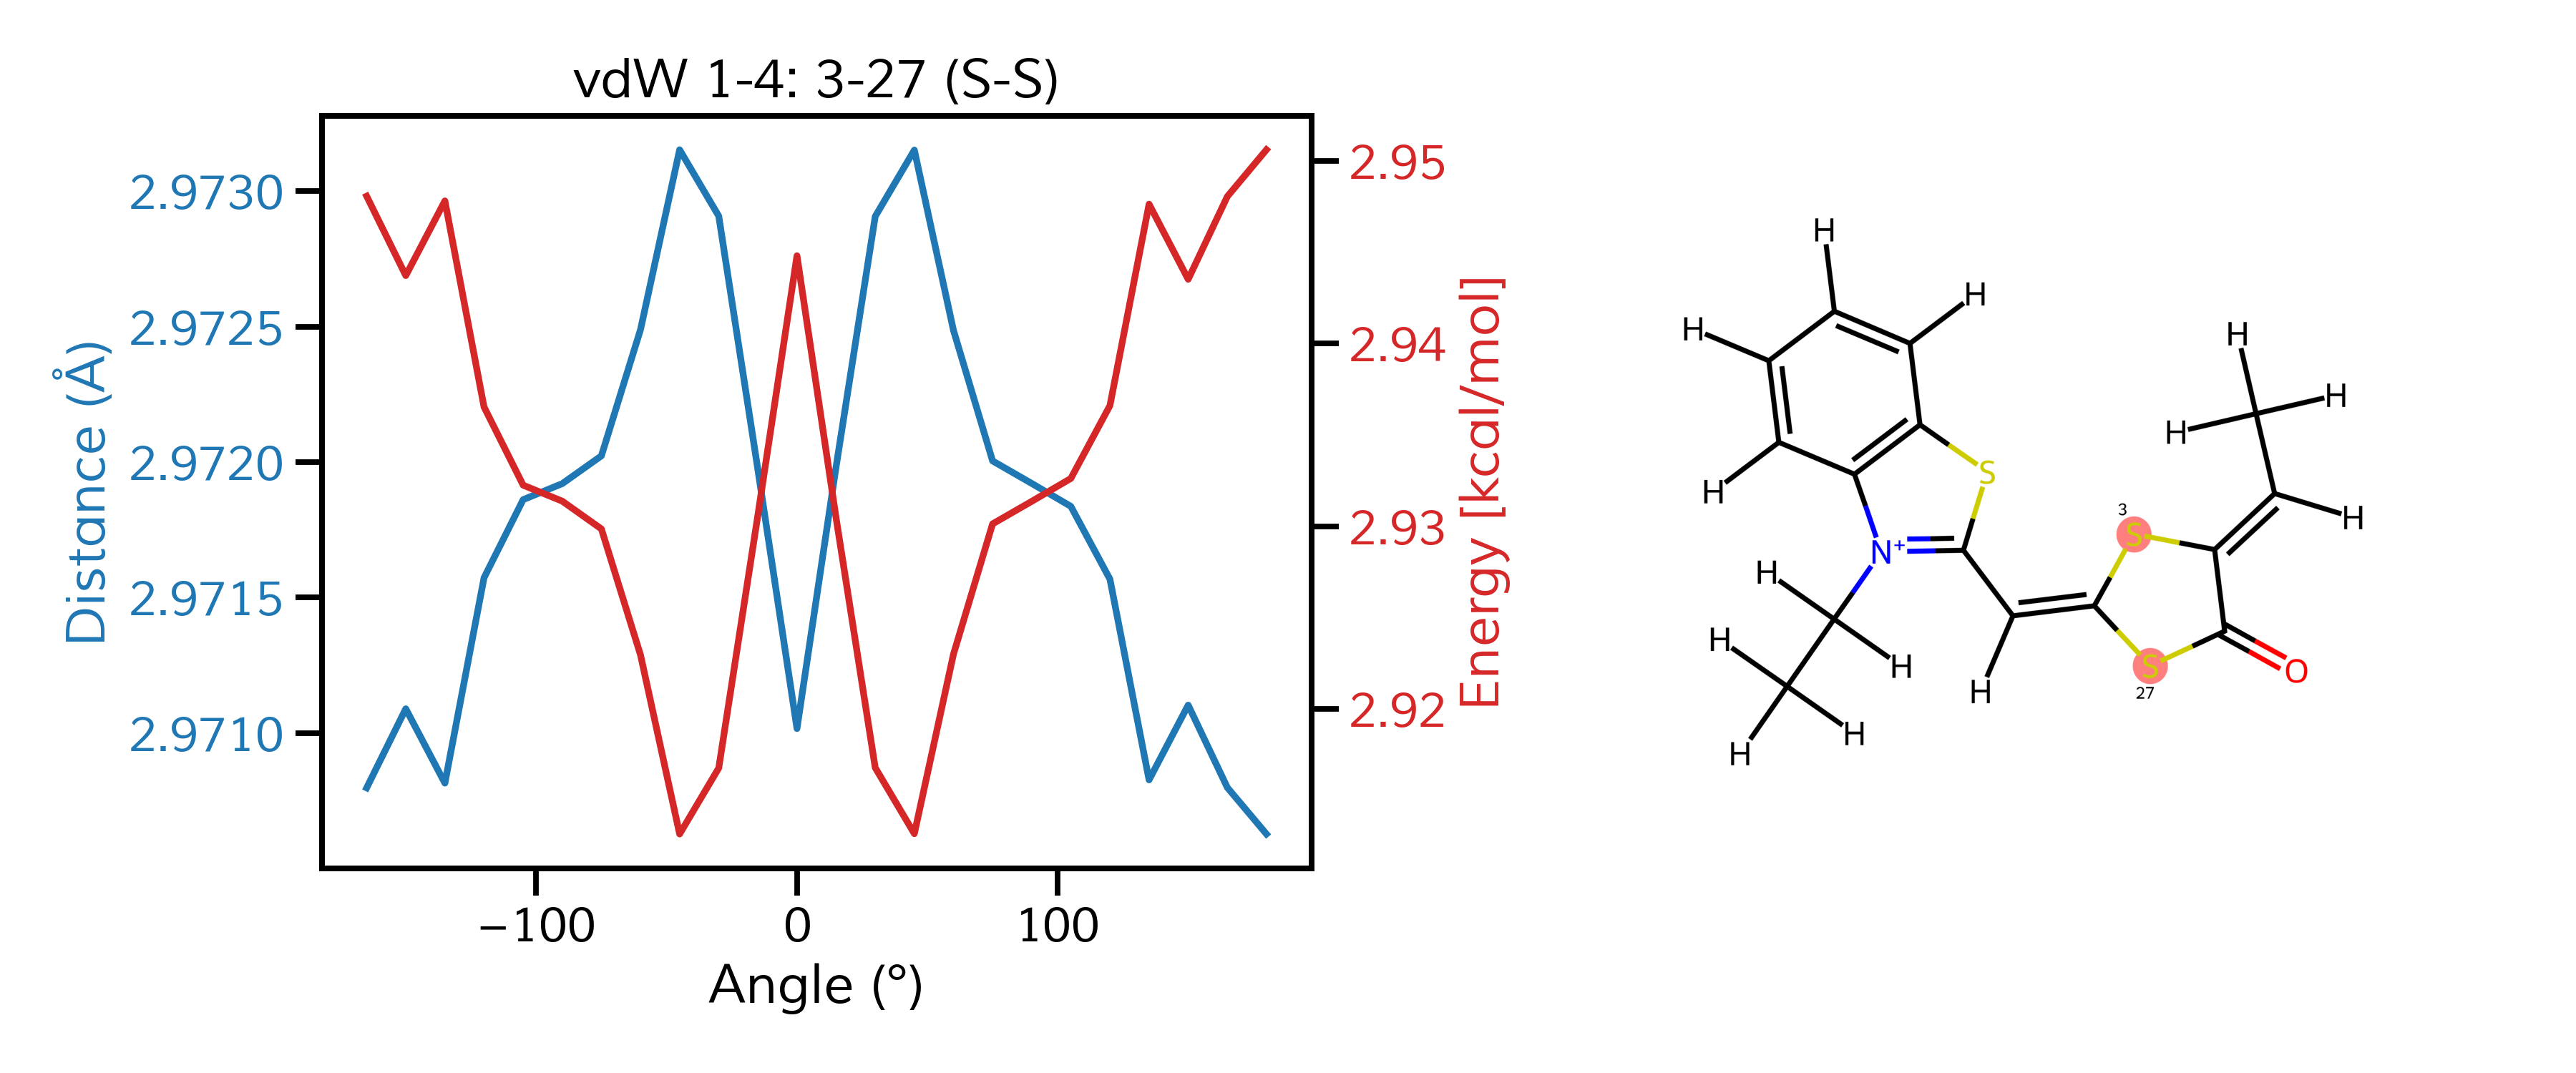 vdW 1-4: 3-27 (S-S)
2.9730
2.9725
2.9720
2.9715
2.9710
Distance (Å)
2.95
2.94
2.93
2.92
Energy [kcal/mol]
−100 0 100
Angle (°)
H
H
H
H
H
H
H
H
S
3
S
H
N+
H
S
27
O
H
H
H
H
H